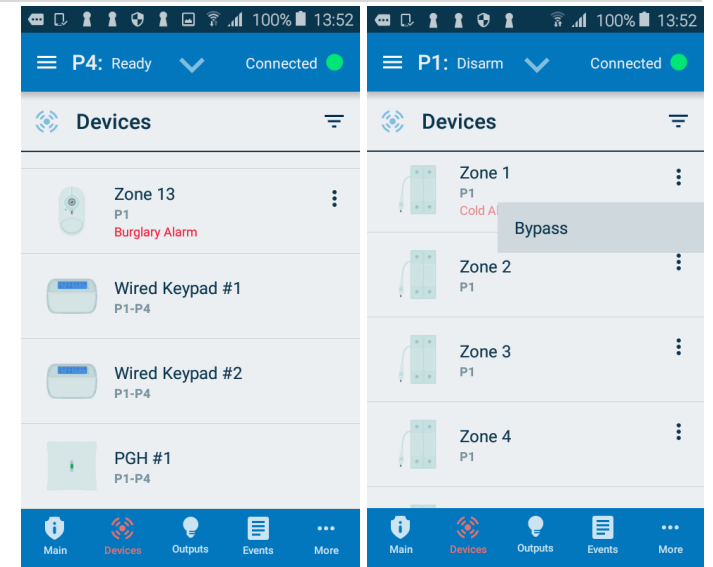 100% 13:52
P4: Ready Connected
Devices
Zone 13
P1
Burglary Alarm
Wired Keypad #1
P1-P4
Wired Keypad #2
P1-P4
PGH #1
P1-P4
Main Devices Outputs Events More
100% 13:52
P1: Disarm Connected
Devices
Zone 1
P1
Cold Al
Bypass
Zone 2
P1
Zone 3
P1
Zone 4
P1
Main Devices Outputs Events More